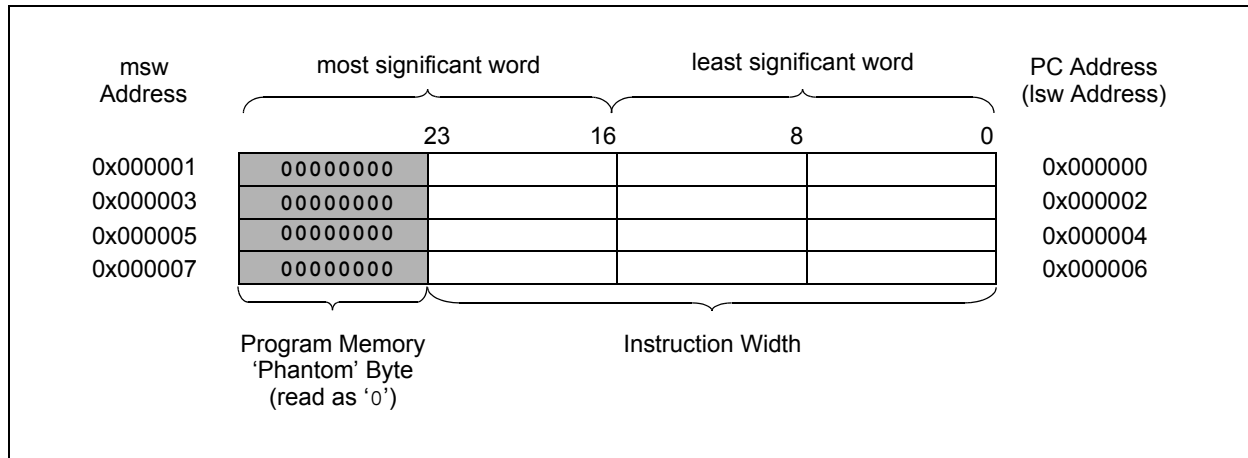 msw
Address
most significant word
least significant word
PC Address
(lsw Address)
23 16 8 0
0x000001 00000000 0x000000
0x000003 00000000 0x000002
0x000005 00000000 0x000004
0x000007 00000000 0x000006
Program Memory
‘Phantom’ Byte
(read as ‘0’)
Instruction Width